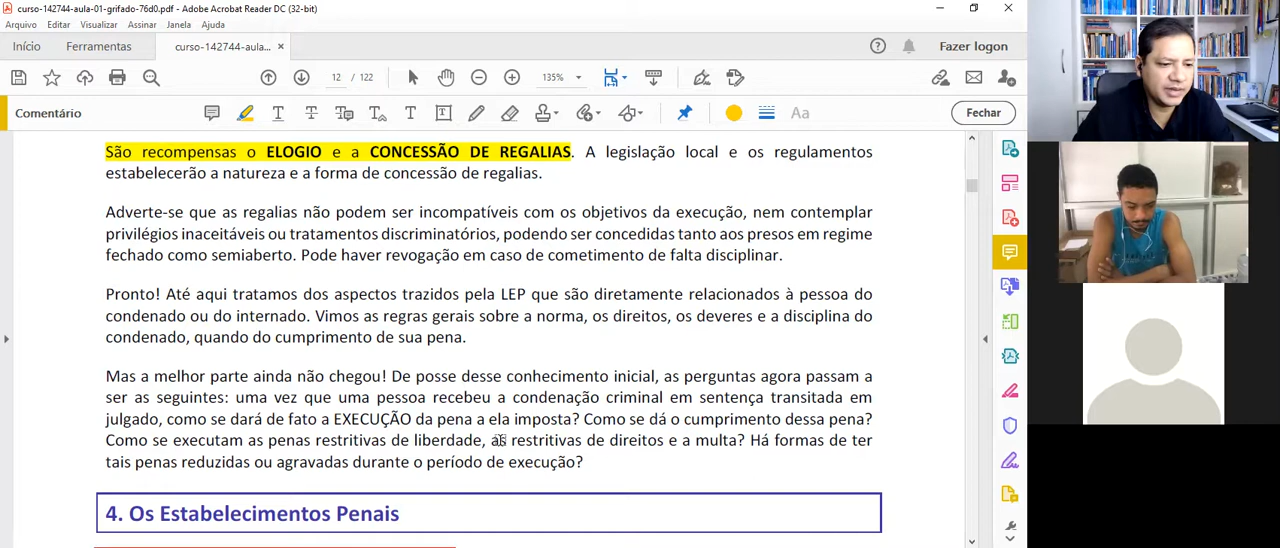 curso-142744-aula-01-grifado-76d0.pdf - Adobe Acrobat Reader DC (32-bit)
Arquivo Editar Visualizar Assinar Janela Ajuda
Início Ferramentas curso-142744-aula... × Fazer logon
12 / 122 135%
Comentário Aa Fechar
São recompensas o ELOGIO e a CONCESSÃO DE REGALIAS. A legislação local e os regulamentos
estabelecerão a natureza e a forma de concessão de regalias.
Adverte-se que as regalias não podem ser incompatíveis com os objetivos da execução, nem contemplar
privilégios inaceitáveis ou tratamentos discriminatórios, podendo ser concedidas tanto aos presos em regime
fechado como semiaberto. Pode haver revogação em caso de cometimento de falta disciplinar.
Pronto! Até aqui tratamos dos aspectos trazidos pela LEP que são diretamente relacionados à pessoa do
condenado ou do internado. Vimos as regras gerais sobre a norma, os direitos, os deveres e a disciplina do
condenado, quando do cumprimento de sua pena.
Mas a melhor parte ainda não chegou! De posse desse conhecimento inicial, as perguntas agora passam a
ser as seguintes: uma vez que uma pessoa recebeu a condenação criminal em sentença transitada em
julgado, como se dará de fato a EXECUÇÃO da pena a ela imposta? Como se dá o cumprimento dessa pena?
Como se executam as penas restritivas de liberdade, as restritivas de direitos e a multa? Há formas de ter
tais penas reduzidas ou agravadas durante o período de execução?
4. Os Estabelecimentos Penais